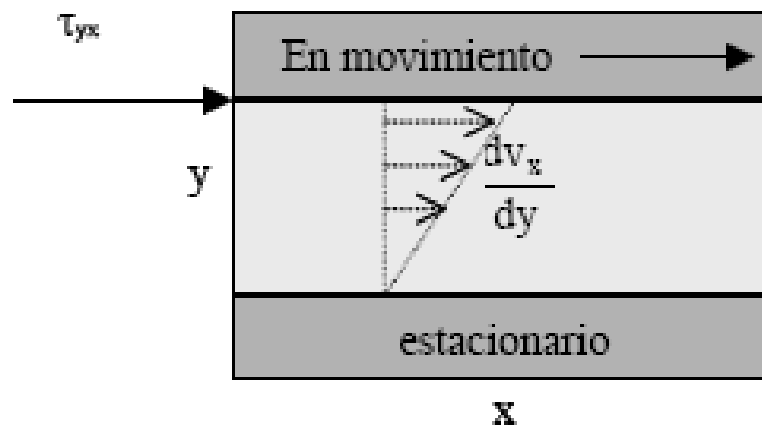 τyx
En movimiento
y
dvx
dy
estacionario
x